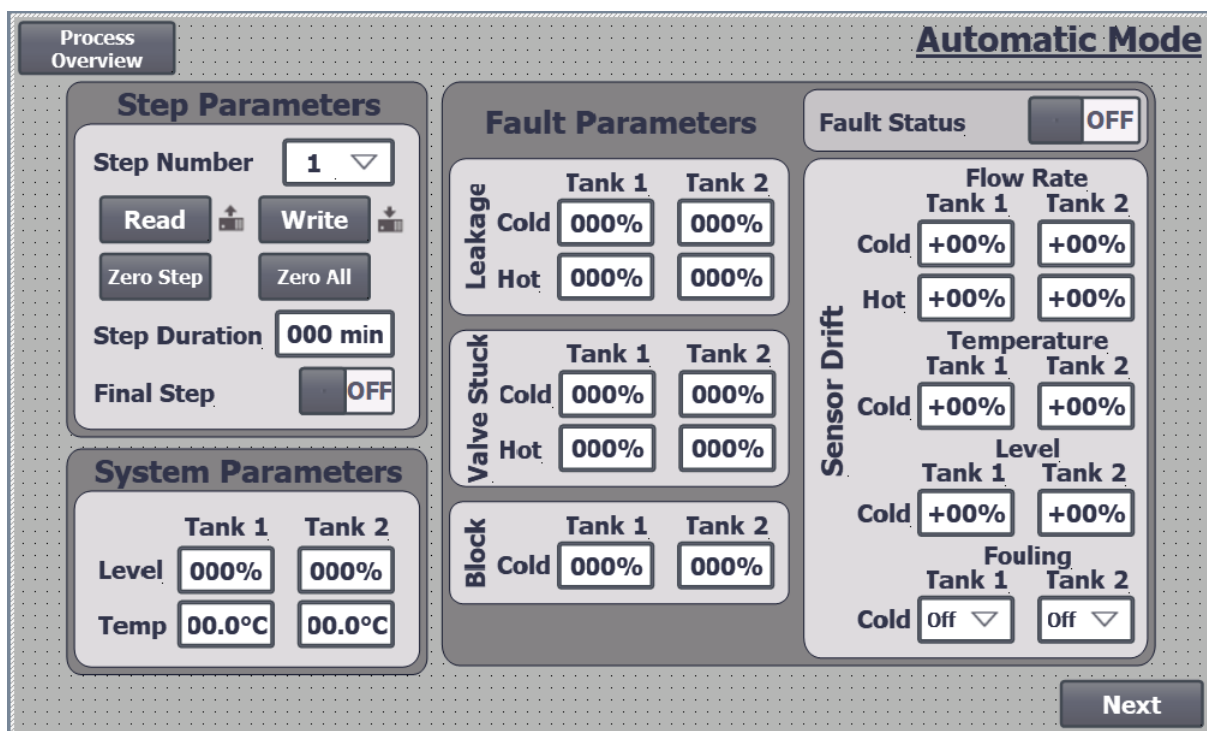 Process
Overview
Automatic Mode
Step Parameters
Step Number 1
Read Write
Zero Step Zero All
Step Duration 000 min
Final Step OFF
System Parameters
Tank 1 Tank 2
Level 000% 000%
Temp 00.0°C 00.0°C
Fault Parameters
Leakage
Tank 1 Tank 2
Cold 000% 000%
Hot 000% 000%
Valve Stuck
Tank 1 Tank 2
Cold 000% 000%
Hot 000% 000%
Block
Tank 1 Tank 2
Cold 000% 000%
Fault Status OFF
Sensor Drift
Flow Rate
Tank 1 Tank 2
Cold +00% +00%
Hot +00% +00%
Temperature
Tank 1 Tank 2
Cold +00% +00%
Level
Tank 1 Tank 2
Cold +00% +00%
Fouling
Tank 1 Tank 2
Cold Off Off
Next